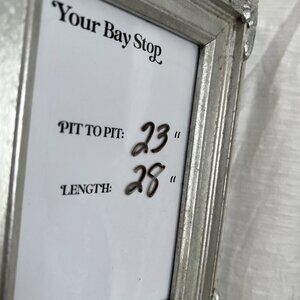 Your Bay Stop
PIT TO PIT: 23"
LENGTH: 28"